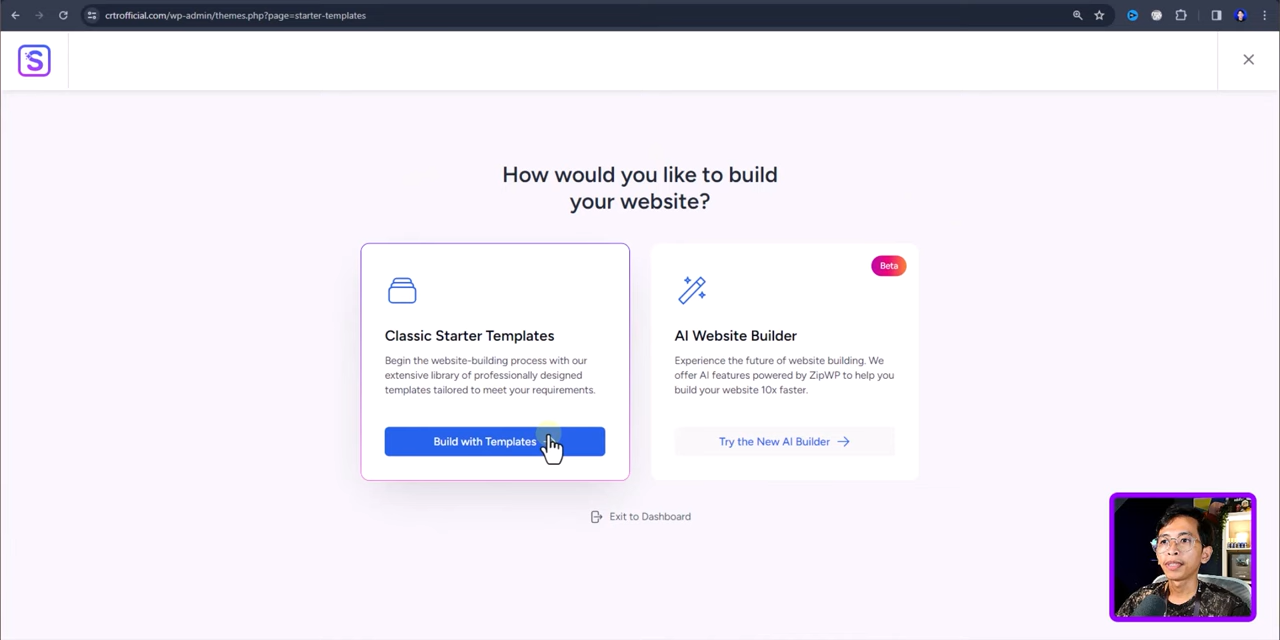 crtrofficial.com/wp-admin/themes.php?page=starter-templates
S
How would you like to build
your website?
Classic Starter Templates
Begin the website-building process with our
extensive library of professionally designed
templates tailored to meet your requirements.
Build with Templates
Beta
AI Website Builder
Experience the future of website building. We
offer AI features powered by ZipWP to help you
build your website 10x faster.
Try the New AI Builder
Exit to Dashboard